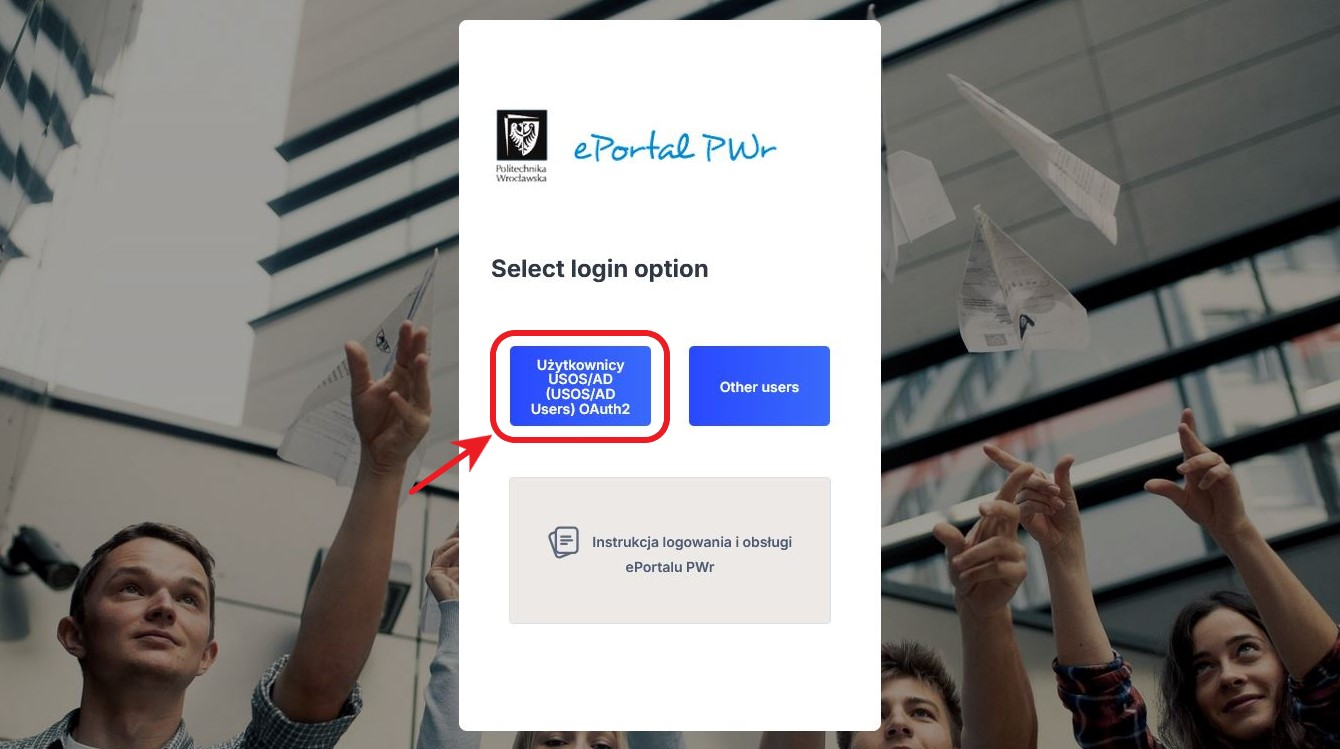 Politechnika
Wrocławska
ePortal PWr
Select login option
Użytkownicy
USOS/AD
(USOS/AD
Users) OAuth2
Other users
Instrukcja logowania i obsługi
ePortalu PWr